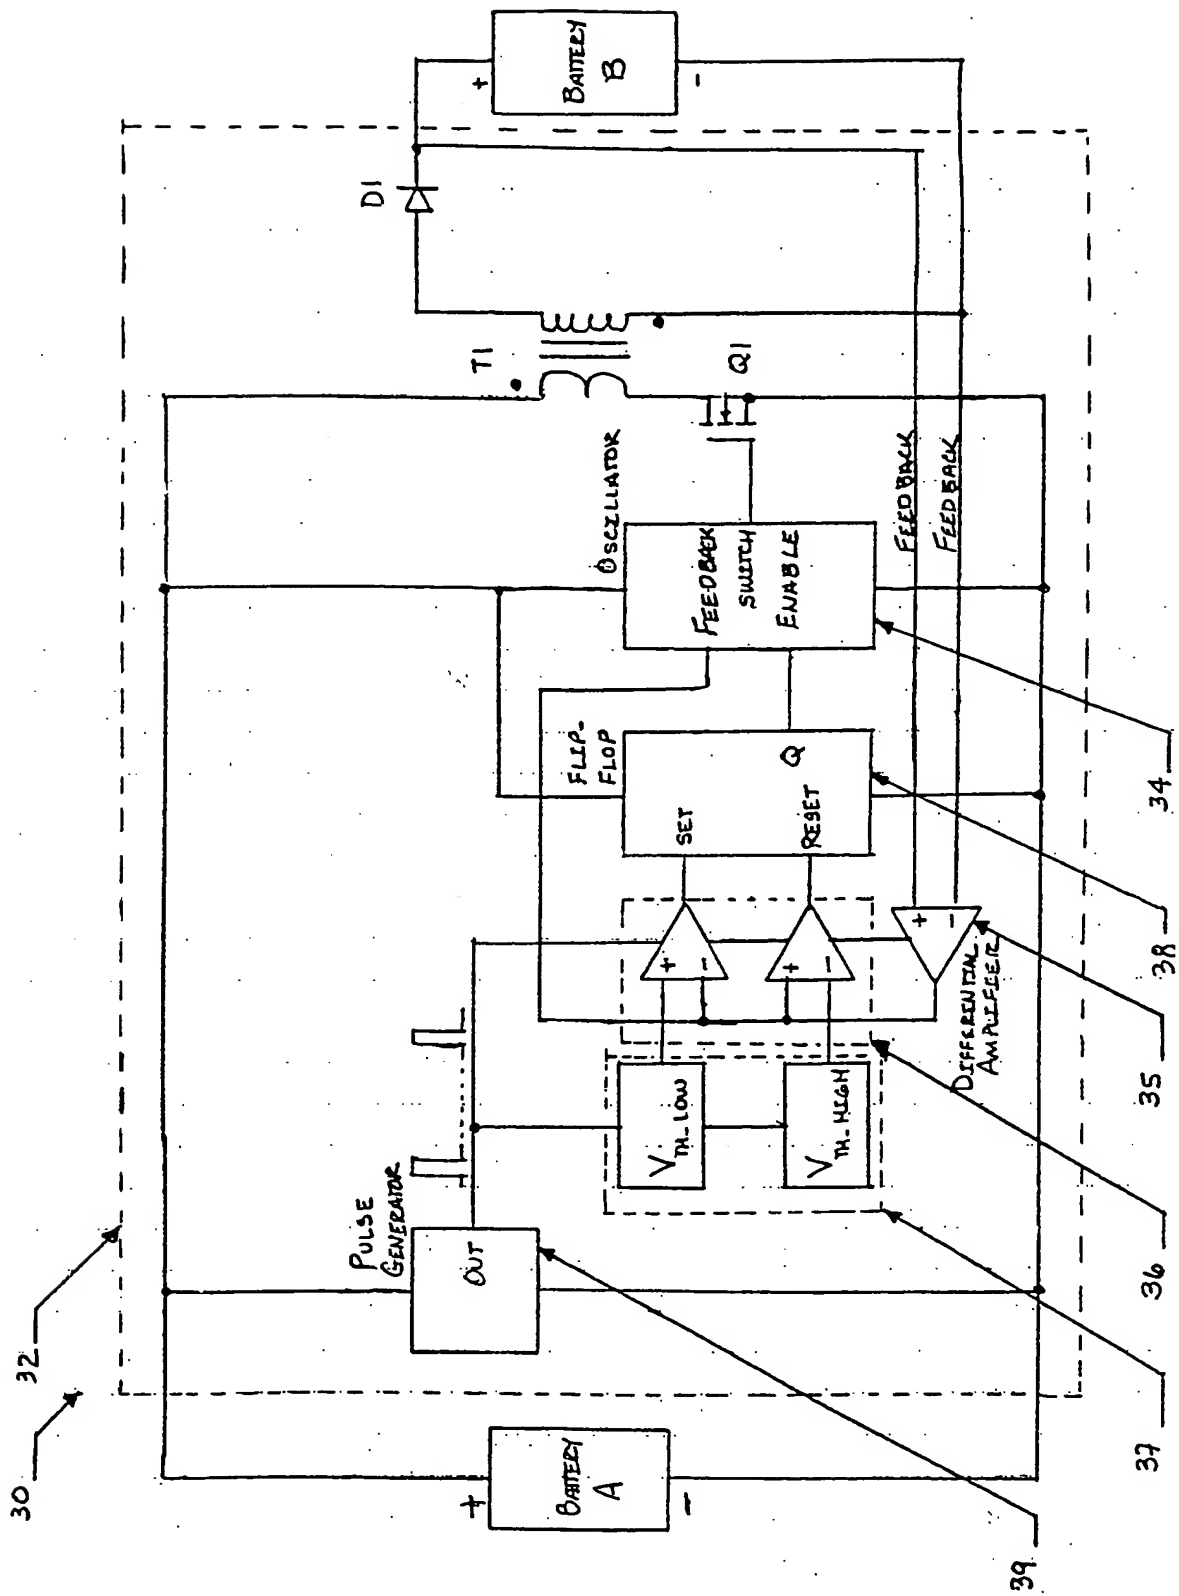 30
32
BATTERY
A
+
-
PULSE
GENERATOR
OUT
39
V TH-LOW
V TH-HIGH
37
+
-
+
-
36
DIFFERENTIAL
AMPLIFIER
+
-
35
FLIP-
FLOP
SET
RESET
Q
38
OSCILLATOR
FEEDBACK
SWITCH
ENABLE
34
FEEDBACK
FEEDBACK
T1
Q1
D1
BATTERY
B
+
-